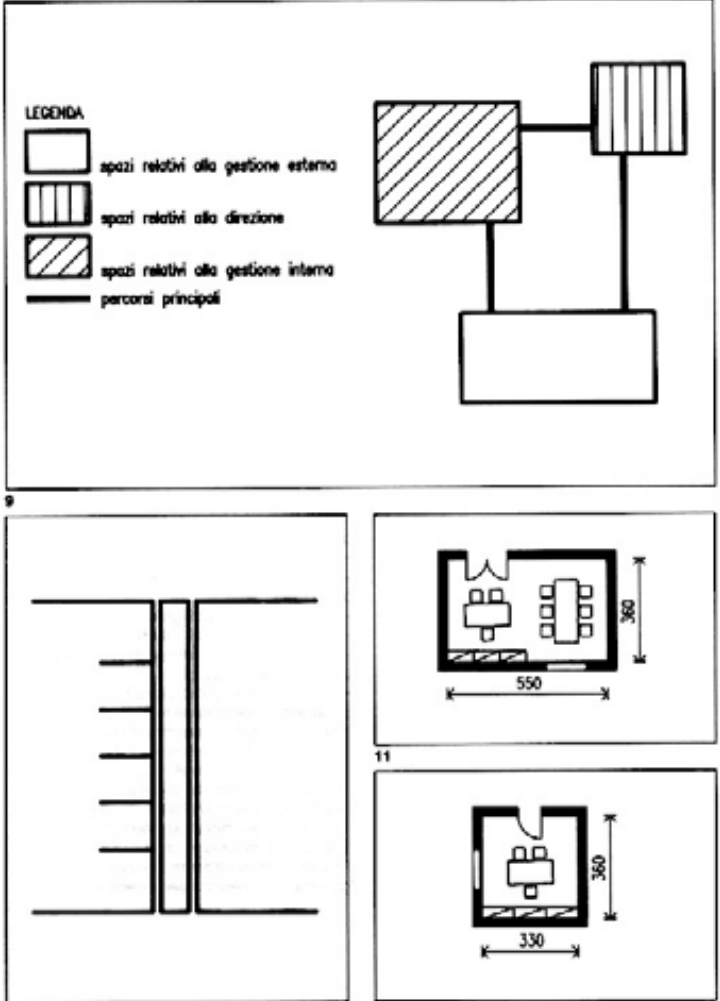 LEGENDA
spazi relativi alla gestione esterna
spazi relativi alla direzione
spazi relativi alla gestione interna
percorsi principali
9
360
550
11
360
330